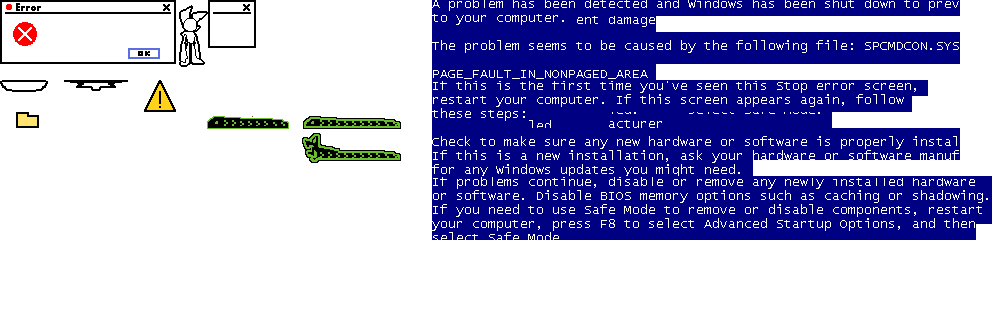 Error
OK
A problem has been detected and Windows has been shut down to prev
to your computer. ent damage
The problem seems to be caused by the following file: SPCMDCON.SYS
PAGE_FAULT_IN_NONPAGED_AREA
If this is the first time you've seen this Stop error screen,
restart your computer. If this screen appears again, follow
these steps: led. select Safe Mode.
led acturer
Check to make sure any new hardware or software is properly instal
If this is a new installation, ask your hardware or software manuf
for any Windows updates you might need.
If problems continue, disable or remove any newly installed hardware
or software. Disable BIOS memory options such as caching or shadowing.
If you need to use Safe Mode to remove or disable components, restart
your computer, press F8 to select Advanced Startup Options, and then
select Safe Mode